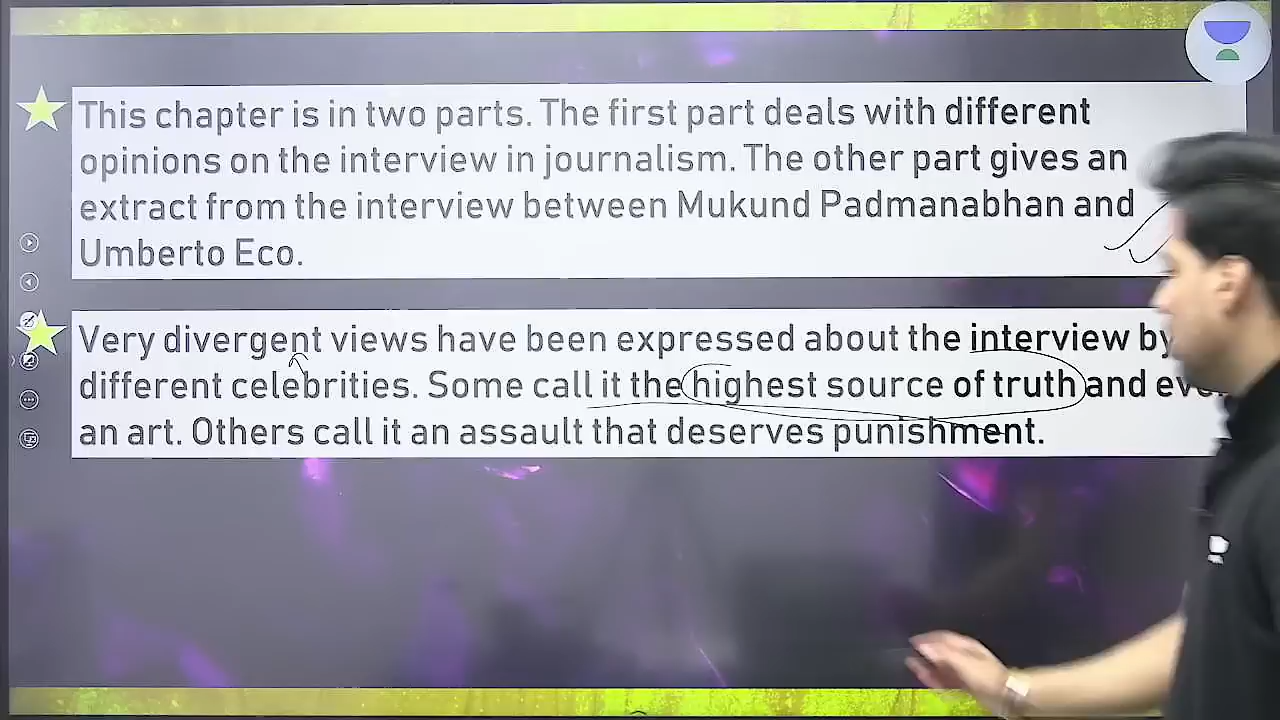 This chapter is in two parts. The first part deals with different
opinions on the interview in journalism. The other part gives an
extract from the interview between Mukund Padmanabhan and
Umberto Eco.
Very divergent views have been expressed about the interview by
different celebrities. Some call it the highest source of truth and
an art. Others call it an assault that deserves punishment.